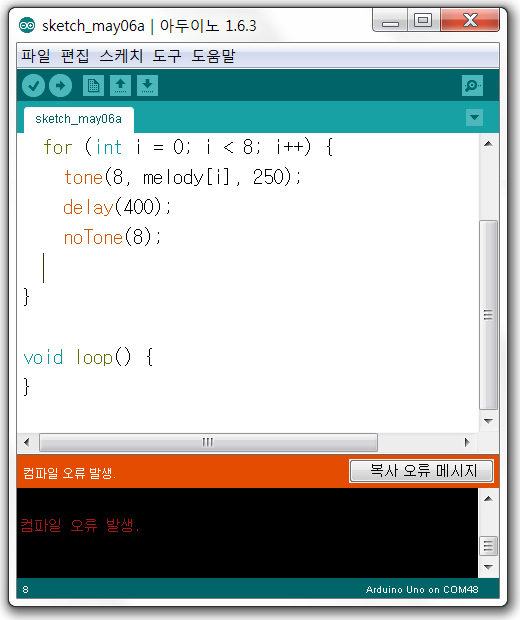 sketch_may06a | 아두이노 1.6.3
파일 편집 스케치 도구 도움말
sketch_may06a
for (int i = 0; i < 8; i++) {
tone(8, melody[i], 250);
delay(400);
noTone(8);
}
void loop() {
}
컴파일 오류 발생.
복사 오류 메시지
컴파일 오류 발생.
8
Arduino Uno on COM48